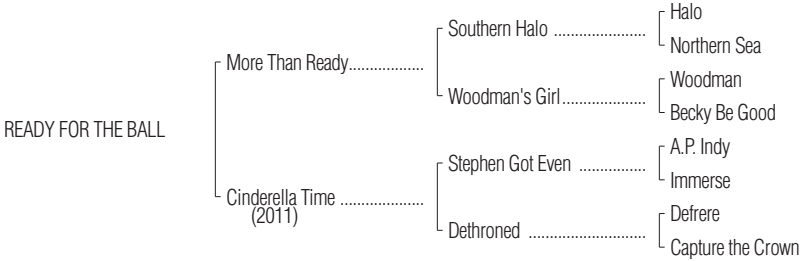 Halo
Southern Halo ......................
Northern Sea
More Than Ready..................
Woodman
Woodman's Girl....................
Becky Be Good
READY FOR THE BALL
A.P. Indy
Stephen Got Even ................
Immerse
Cinderella Time ....................
(2011)
Defrere
Dethroned ............................
Capture the Crown